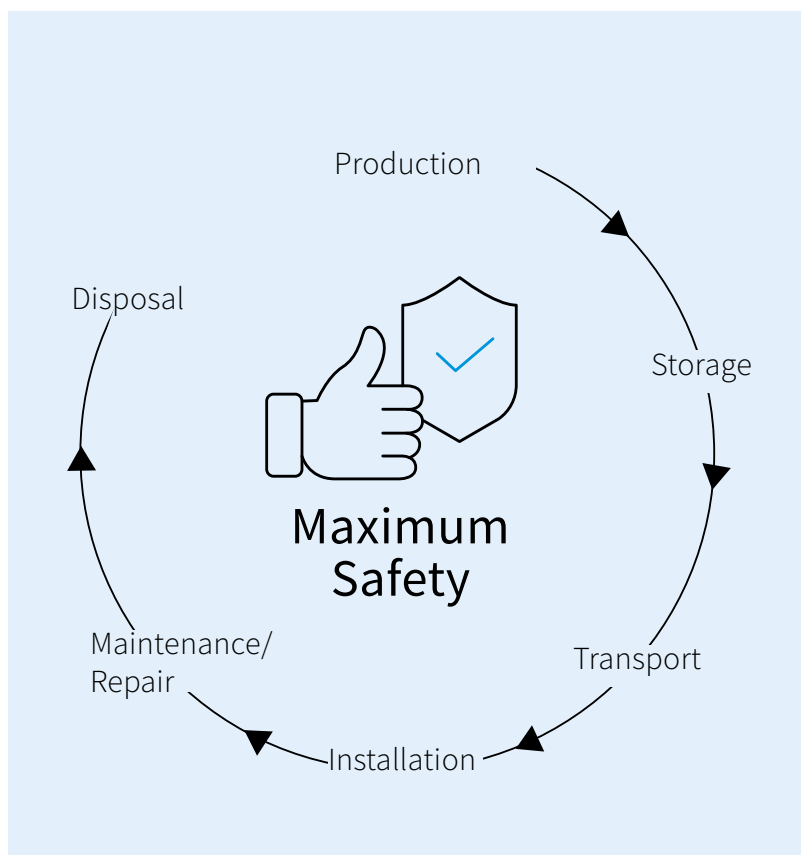 Production
Storage
Transport
Installation
Maintenance/
Repair
Disposal
Maximum
Safety